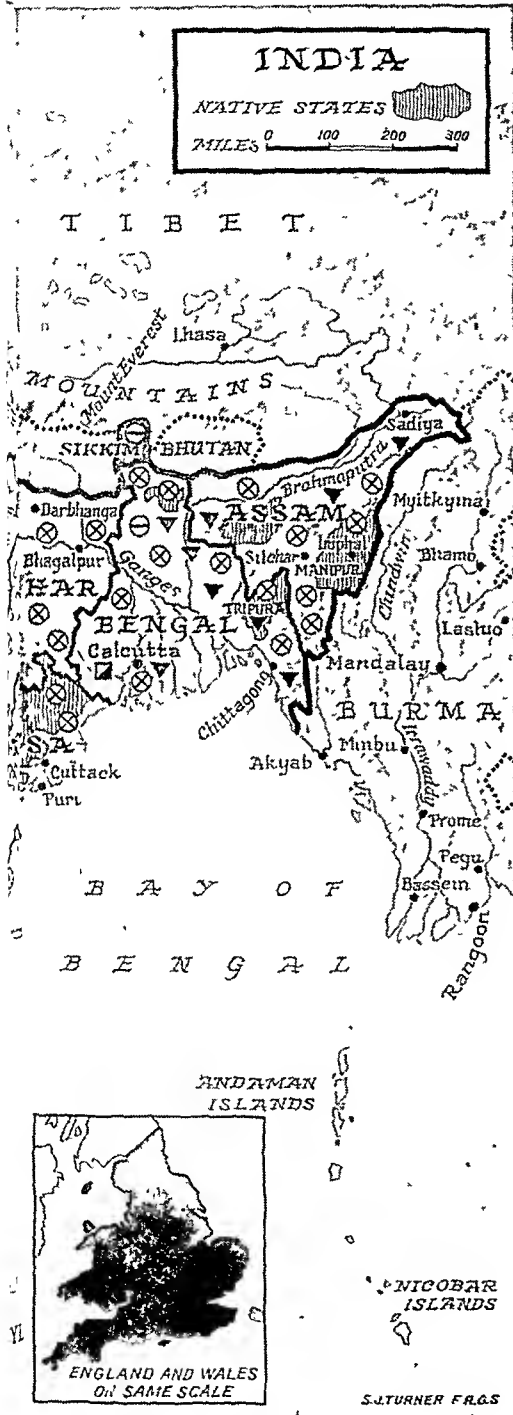 INDIA
NATIVE STATES
MILES 0 100 200 300
TIBET
Lhasa
Mount Everest
MOUNTAINS
Sadiya
SIKKIM BHUTAN
Brahmaputra
Darbhanga
ASSAM
Myitkyina
Bhagalpur
Silchar
Imphal
MANIPUR
Chindwin
Bhamo
Ganges
HAR
TRIPURA
BENGAL
Lashio
Calcutta
Mandalay
Chittagong
BURMA
SA
Akyab
Minbu
Irrawaddy
Cuttack
Puri
Prome
Pegu
BAY OF
Bassein
BENGAL
Rangoon
ANDAMAN
ISLANDS
NICOBAR
ISLANDS
ENGLAND AND WALES
ON SAME SCALE
S.J.TURNER F.R.G.S